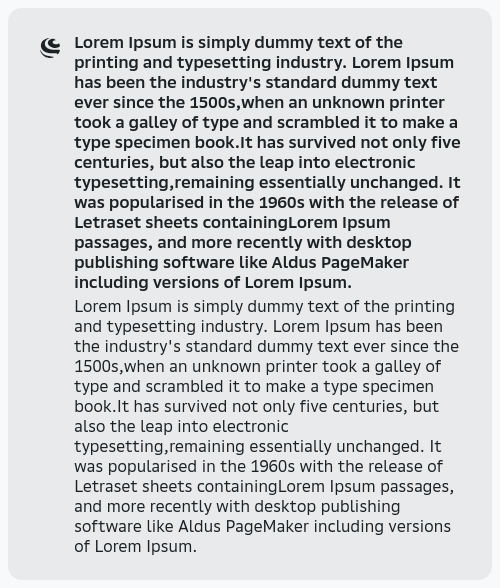 Lorem Ipsum is simply dummy text of the
printing and typesetting industry. Lorem Ipsum
has been the industry's standard dummy text
ever since the 1500s,when an unknown printer
took a galley of type and scrambled it to make a
type specimen book.It has survived not only five
centuries, but also the leap into electronic
typesetting,remaining essentially unchanged. It
was popularised in the 1960s with the release of
Letraset sheets containingLorem Ipsum
passages, and more recently with desktop
publishing software like Aldus PageMaker
including versions of Lorem Ipsum.
Lorem Ipsum is simply dummy text of the printing
and typesetting industry. Lorem Ipsum has been
the industry's standard dummy text ever since the
1500s,when an unknown printer took a galley of
type and scrambled it to make a type specimen
book.It has survived not only five centuries, but
also the leap into electronic
typesetting,remaining essentially unchanged. It
was popularised in the 1960s with the release of
Letraset sheets containingLorem Ipsum passages,
and more recently with desktop publishing
software like Aldus PageMaker including versions
of Lorem Ipsum.